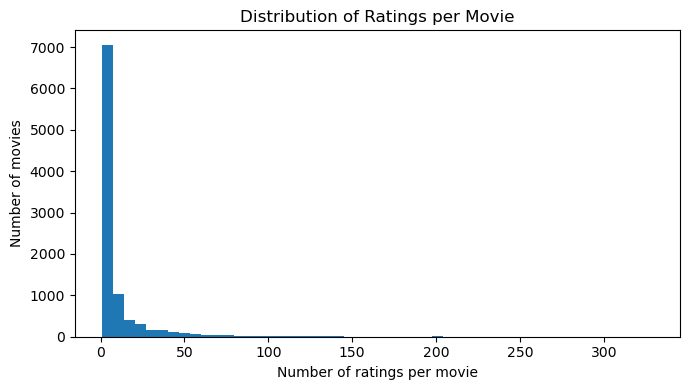 Distribution of Ratings per Movie
7000
6000
5000
4000
3000
2000
1000
0
Number of movies
0 50 100 150 200 250 300
Number of ratings per movie